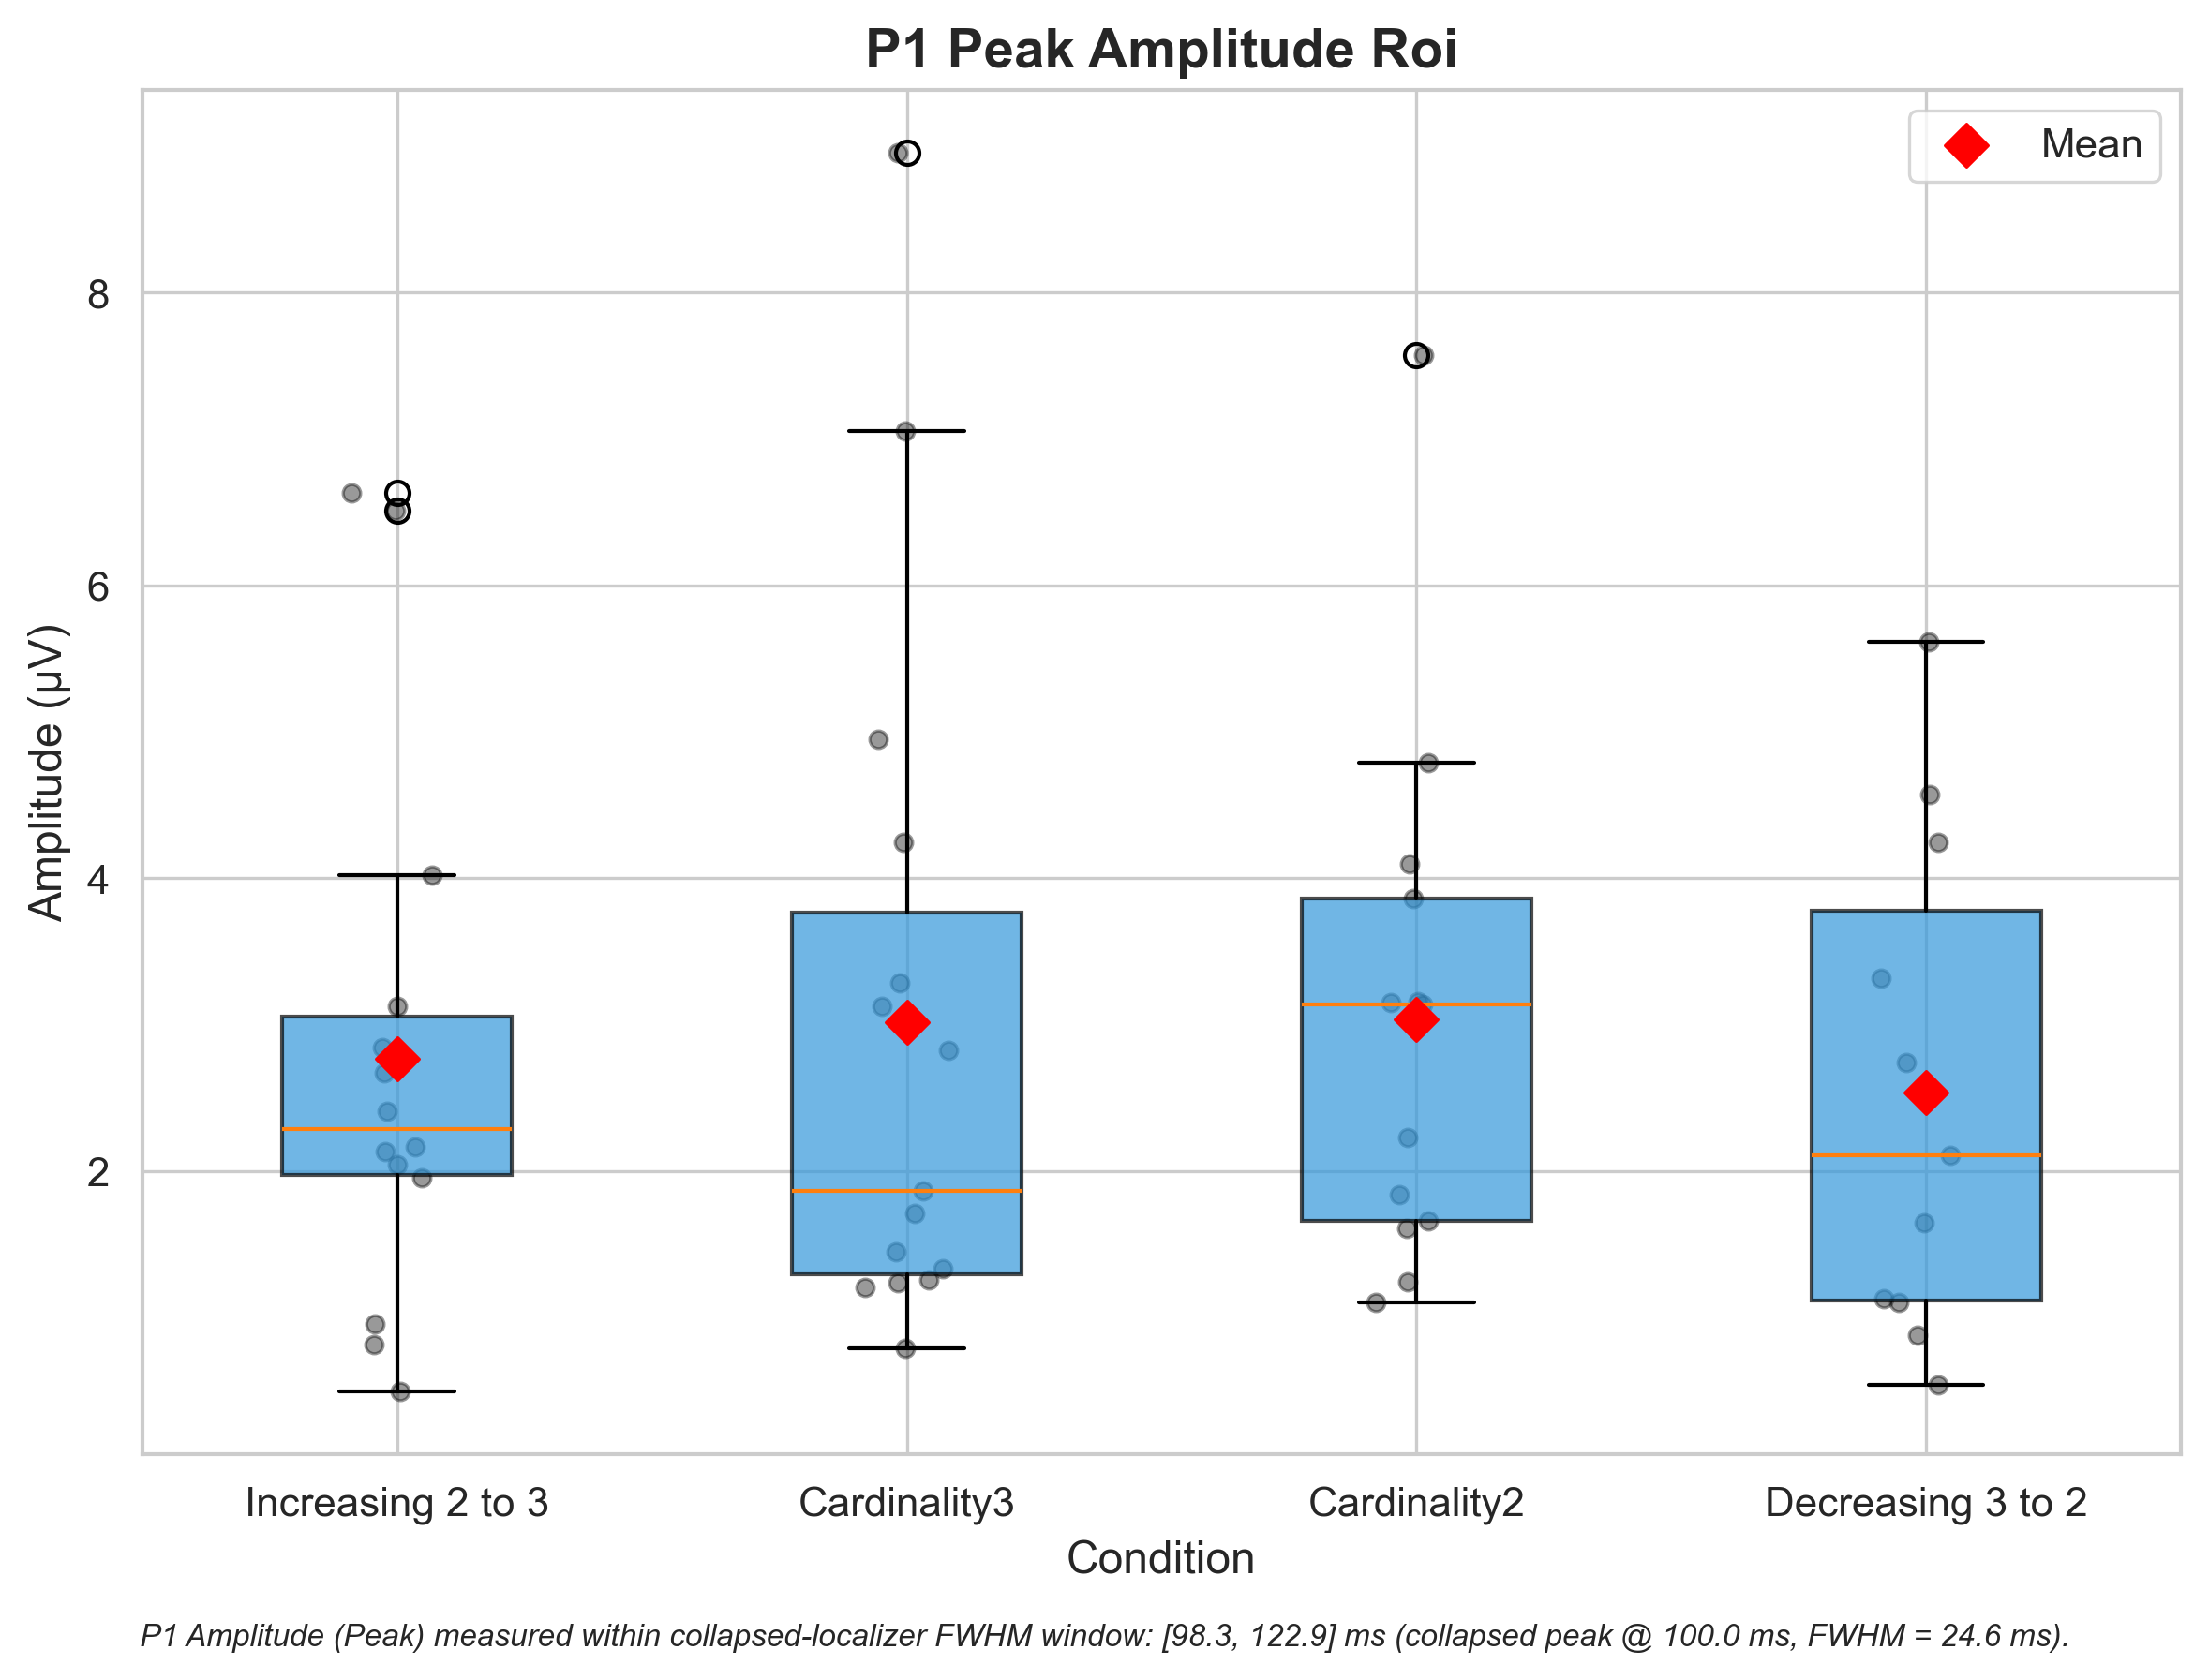 P1 Peak Amplitude Roi
Mean
8
6
4
2
Amplitude (µV)
Increasing 2 to 3
Cardinality3
Cardinality2
Decreasing 3 to 2
Condition
P1 Amplitude (Peak) measured within collapsed-localizer FWHM window: [98.3, 122.9] ms (collapsed peak @ 100.0 ms, FWHM = 24.6 ms).